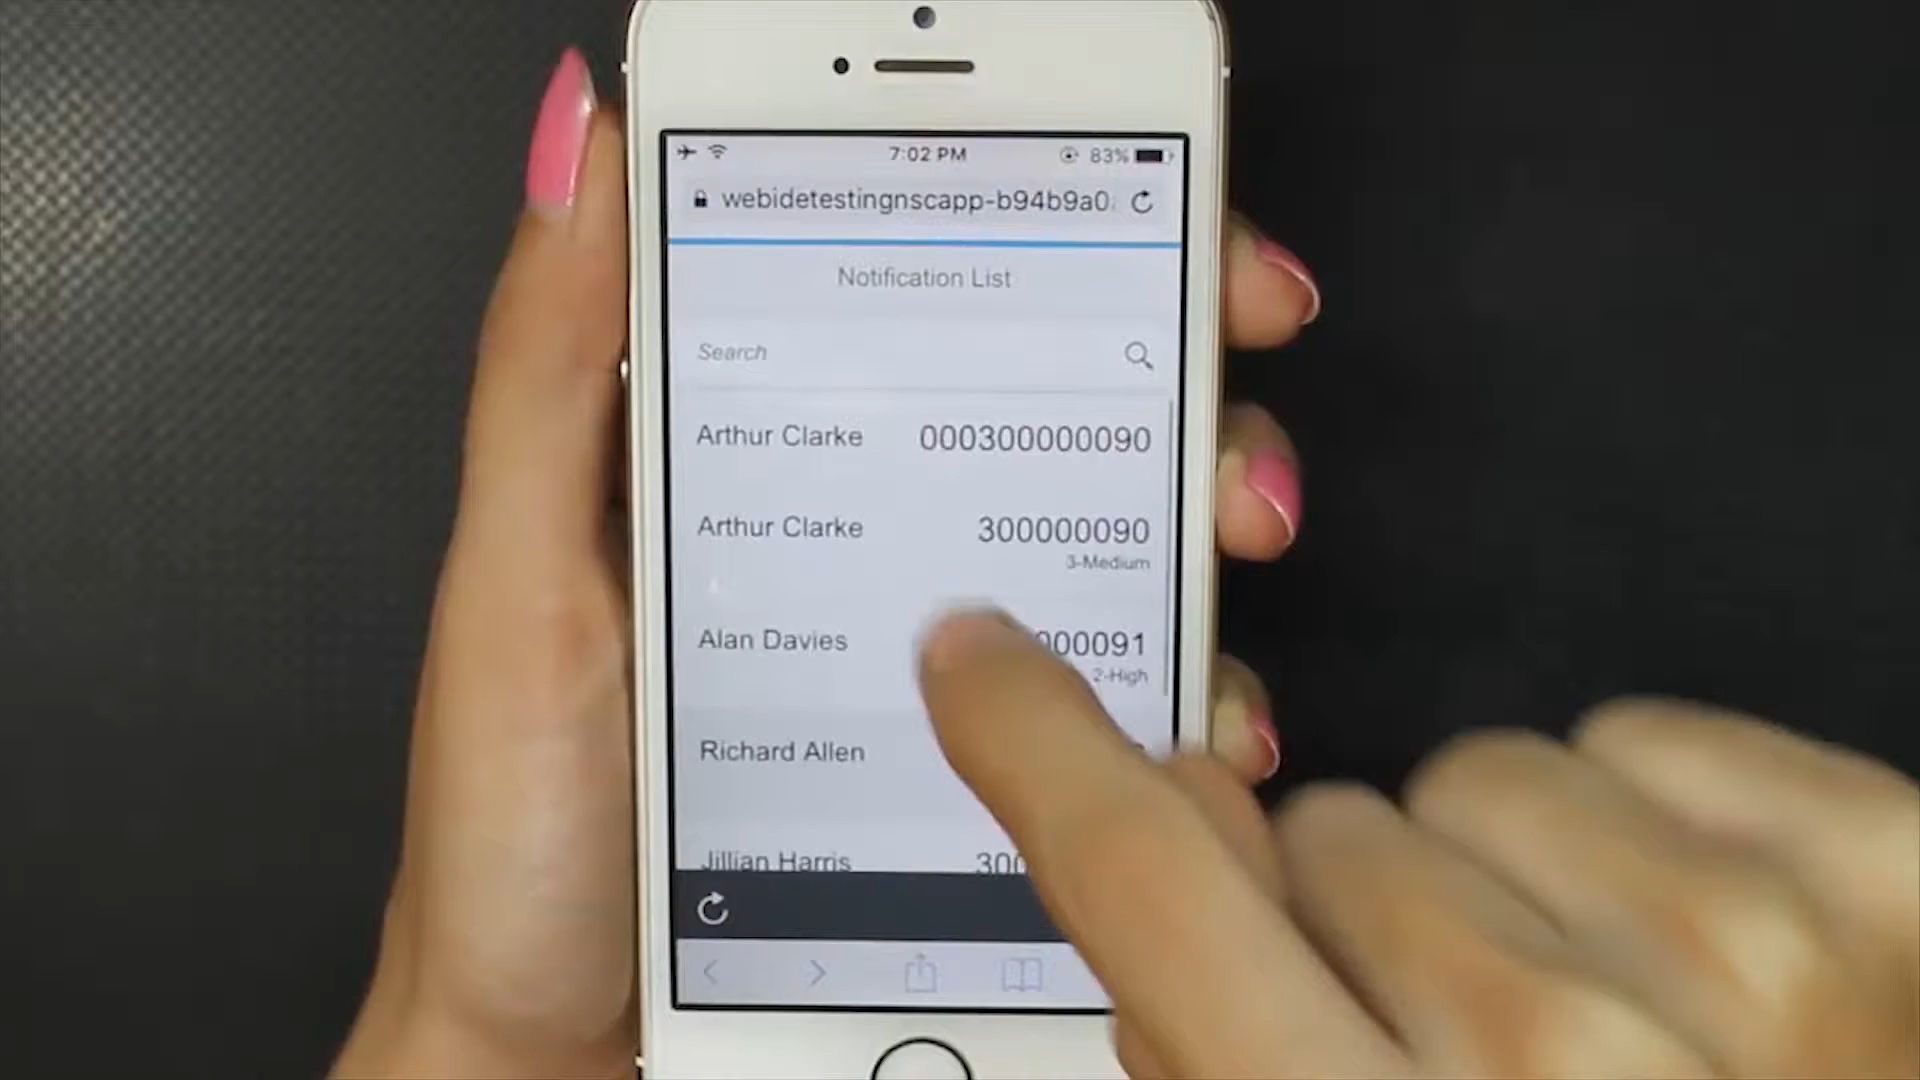 7:02 PM 83%
webidetestingnscapp-b94b9a0
Notification List
Search
Arthur Clarke 000300000090
Arthur Clarke 300000090
3-Medium
Alan Davies 000091
2-High
Richard Allen
Jillian Harris 300